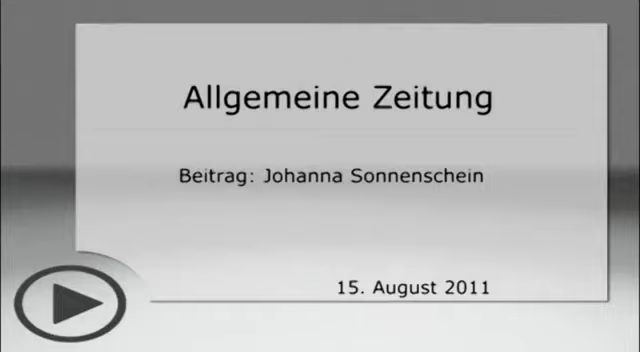 Allgemeine Zeitung
Beitrag: Johanna Sonnenschein
15. August 2011